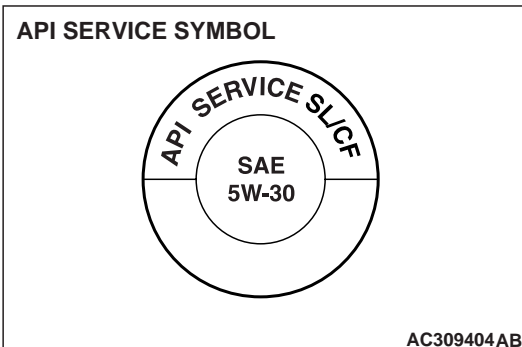 API SERVICE SYMBOL
API SERVICE SL/CF
SAE
5W-30
AC309404AB